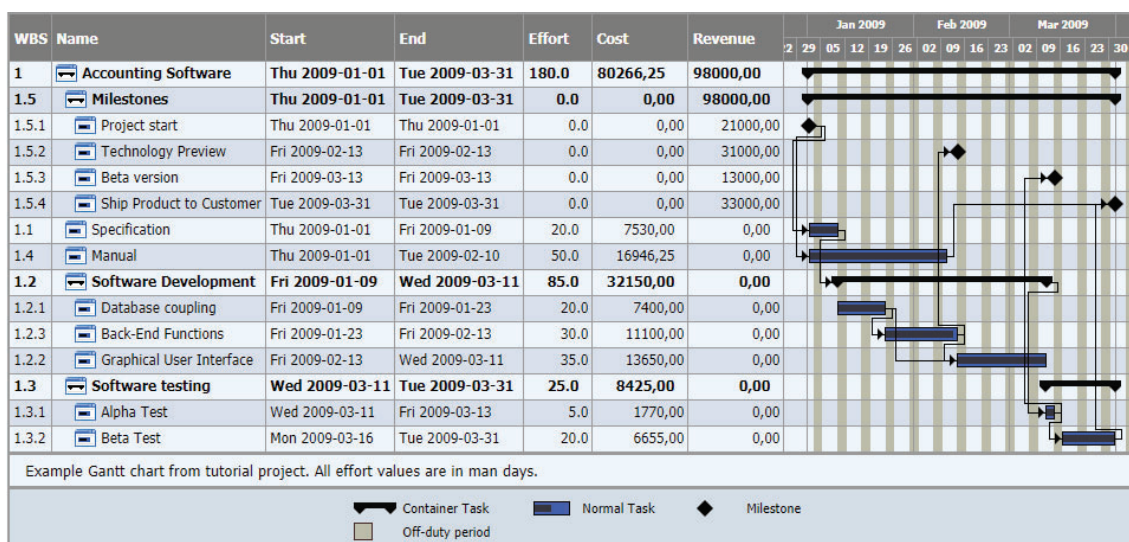 Jan 2009 Feb 2009 Mar 2009
WBS Name Start End Effort Cost Revenue
22 29 05 12 19 26 02 09 16 23 02 09 16 23 30
1 Accounting Software Thu 2009-01-01 Tue 2009-03-31 180.0 80266,25 98000,00
1.5 Milestones Thu 2009-01-01 Tue 2009-03-31 0.0 0,00 98000,00
1.5.1 Project start Thu 2009-01-01 Thu 2009-01-01 0.0 0,00 21000,00
1.5.2 Technology Preview Fri 2009-02-13 Fri 2009-02-13 0.0 0,00 31000,00
1.5.3 Beta version Fri 2009-03-13 Fri 2009-03-13 0.0 0,00 13000,00
1.5.4 Ship Product to Customer Tue 2009-03-31 Tue 2009-03-31 0.0 0,00 33000,00
1.1 Specification Thu 2009-01-01 Fri 2009-01-09 20.0 7530,00 0,00
1.4 Manual Thu 2009-01-01 Tue 2009-02-10 50.0 16946,25 0,00
1.2 Software Development Fri 2009-01-09 Wed 2009-03-11 85.0 32150,00 0,00
1.2.1 Database coupling Fri 2009-01-09 Fri 2009-01-23 20.0 7400,00 0,00
1.2.3 Back-End Functions Fri 2009-01-23 Fri 2009-02-13 30.0 11100,00 0,00
1.2.2 Graphical User Interface Fri 2009-02-13 Wed 2009-03-11 35.0 13650,00 0,00
1.3 Software testing Wed 2009-03-11 Tue 2009-03-31 25.0 8425,00 0,00
1.3.1 Alpha Test Wed 2009-03-11 Fri 2009-03-13 5.0 1770,00 0,00
1.3.2 Beta Test Mon 2009-03-16 Tue 2009-03-31 20.0 6655,00 0,00
Example Gantt chart from tutorial project. All effort values are in man days.
Container Task Normal Task Milestone
Off-duty period